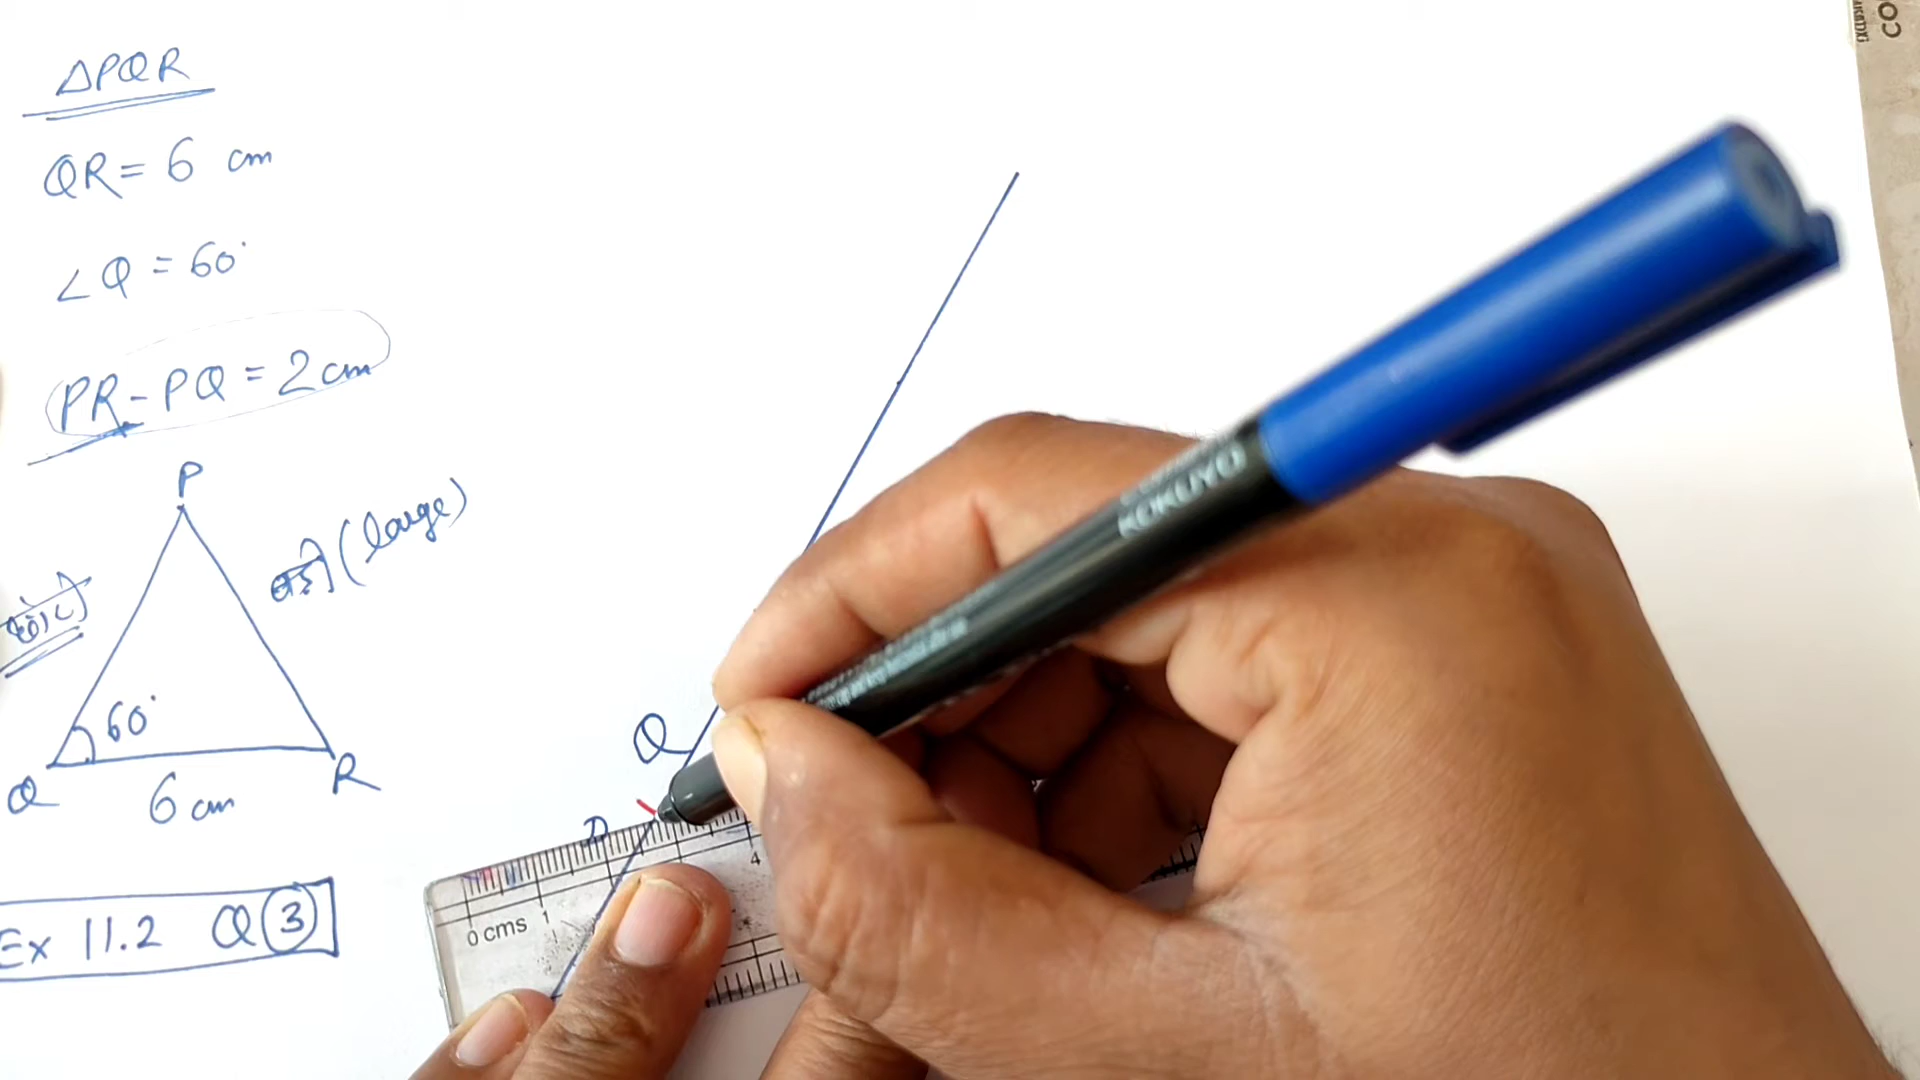 ΔPQR
QR = 6 cm
∠Q = 60°
PR - PQ = 2 cm
P
बड़ी (large)
60°
Q
6 cm
R
Ex 11.2 Q (3)
Q
D
0 cms 1
4
KOKUYO
CO